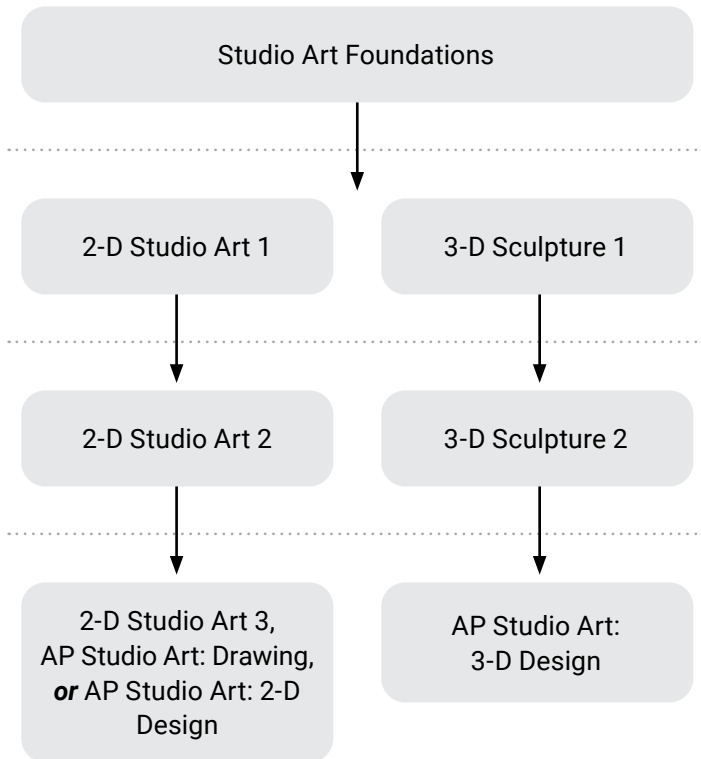 Studio Art Foundations
2-D Studio Art 1
3-D Sculpture 1
2-D Studio Art 2
3-D Sculpture 2
2-D Studio Art 3,
AP Studio Art: Drawing,
or AP Studio Art: 2-D
Design
AP Studio Art:
3-D Design